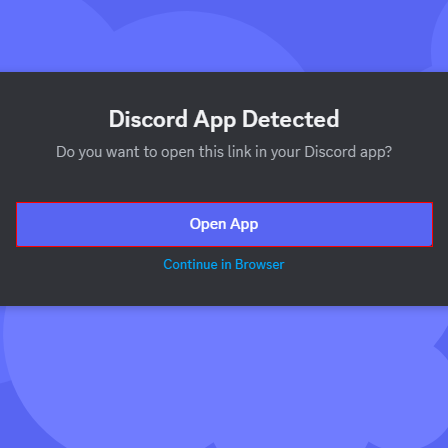 Discord App Detected
Do you want to open this link in your Discord app?
Open App
Continue in Browser